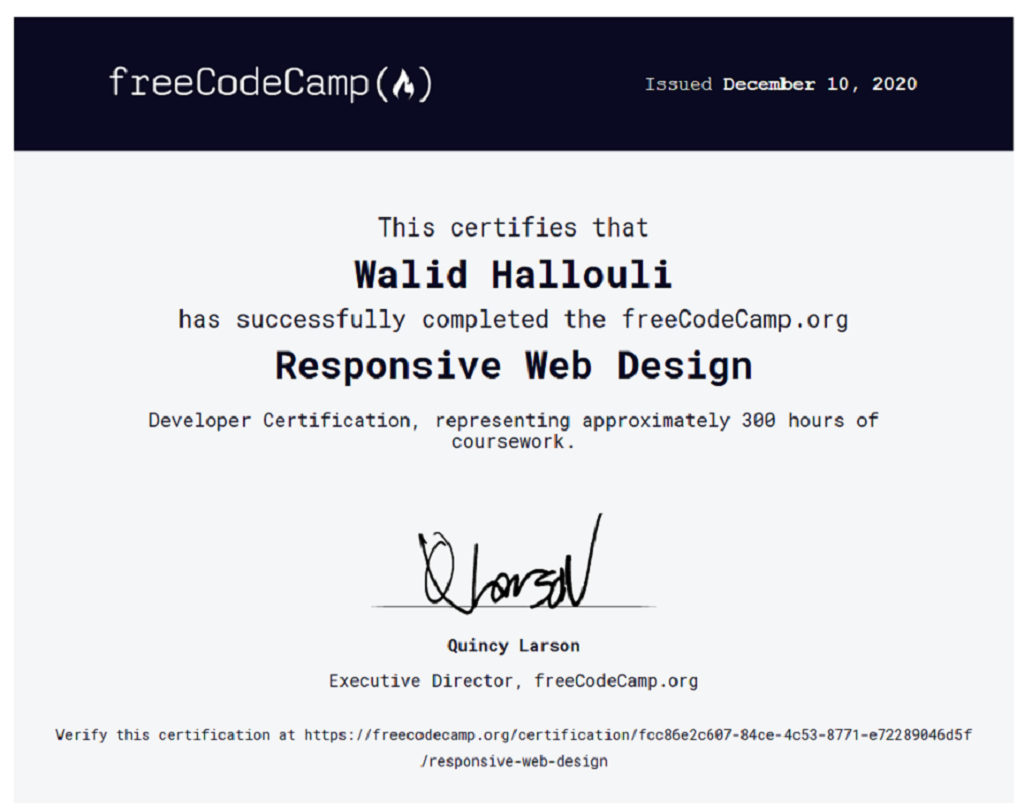 freeCodeCamp(🔥)
Issued December 10, 2020
This certifies that
Walid Hallouli
has successfully completed the freeCodeCamp.org
Responsive Web Design
Developer Certification, representing approximately 300 hours of
coursework.
Q Larson
Quincy Larson
Executive Director, freeCodeCamp.org
Verify this certification at https://freecodecamp.org/certification/fcc86e2c607-84ce-4c53-8771-e72289046d5f
/responsive-web-design